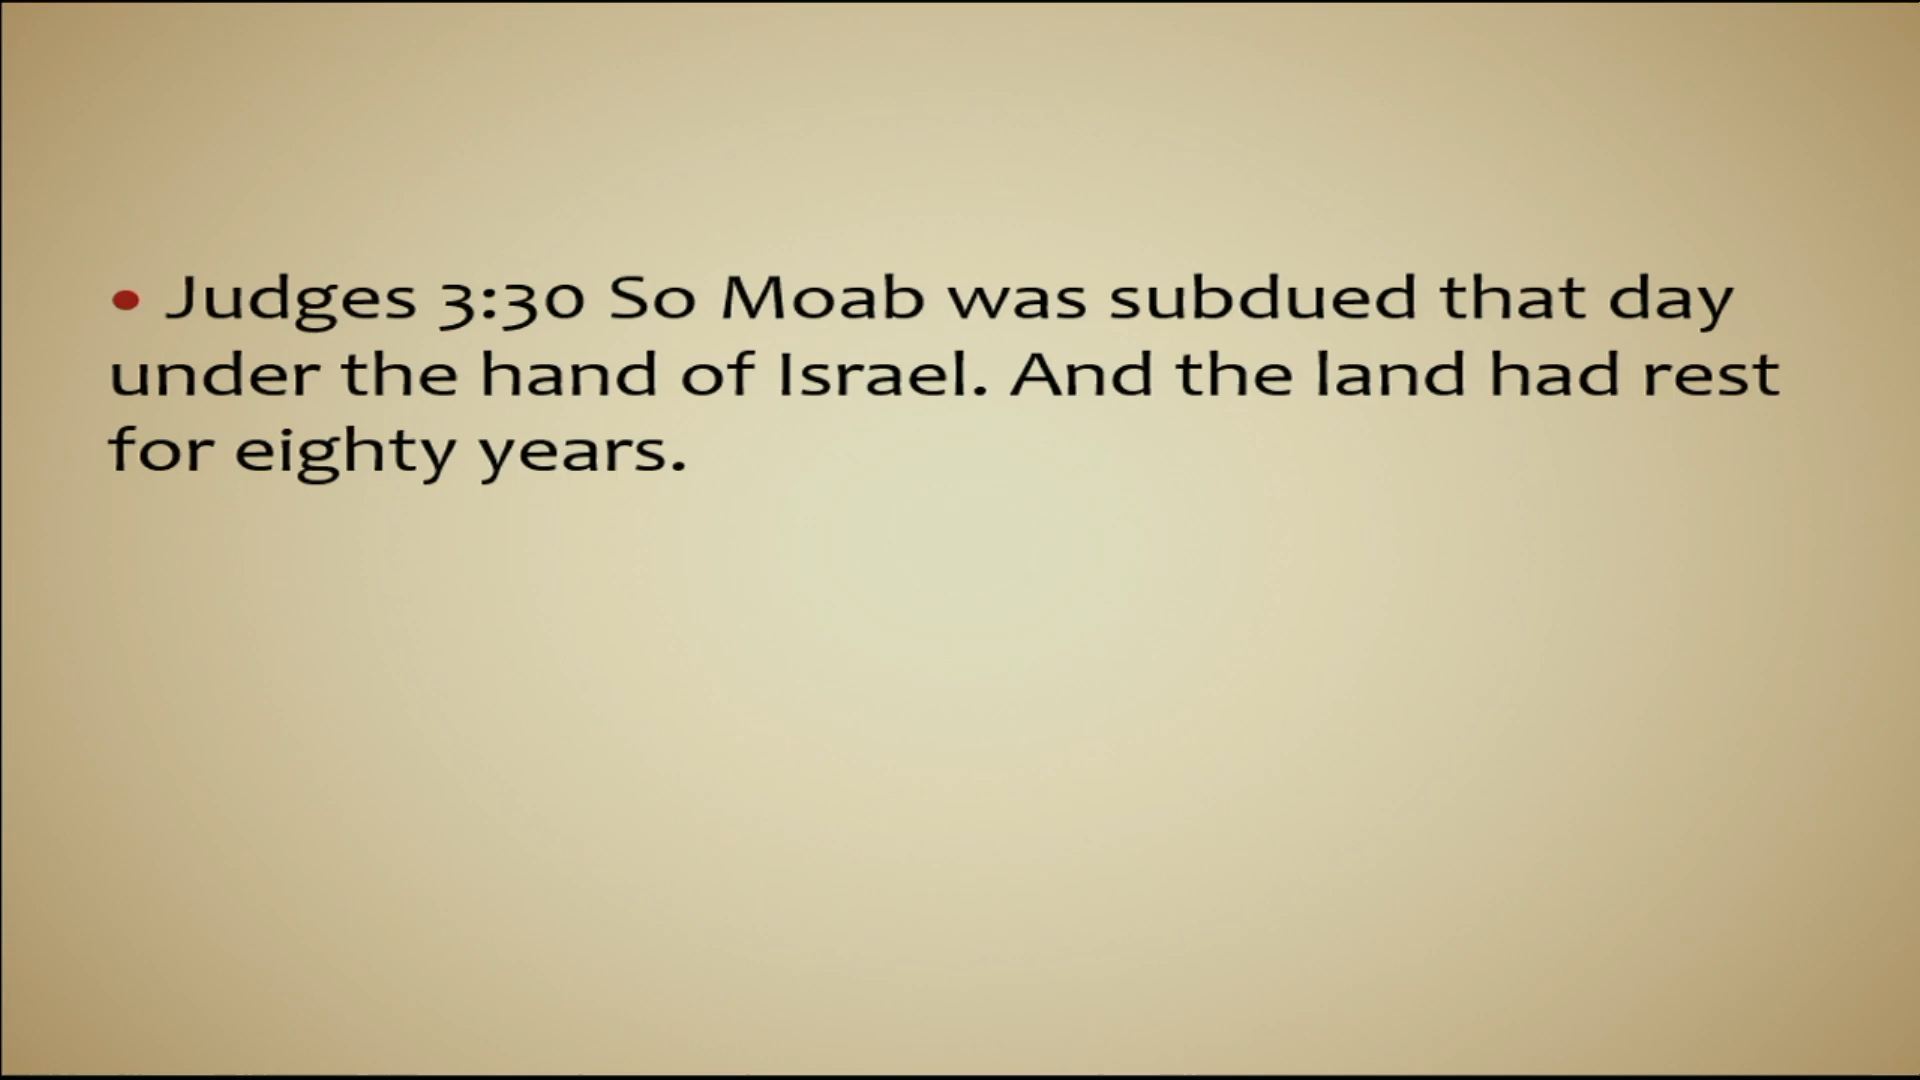 • Judges 3:30 So Moab was subdued that day
under the hand of Israel. And the land had rest
for eighty years.